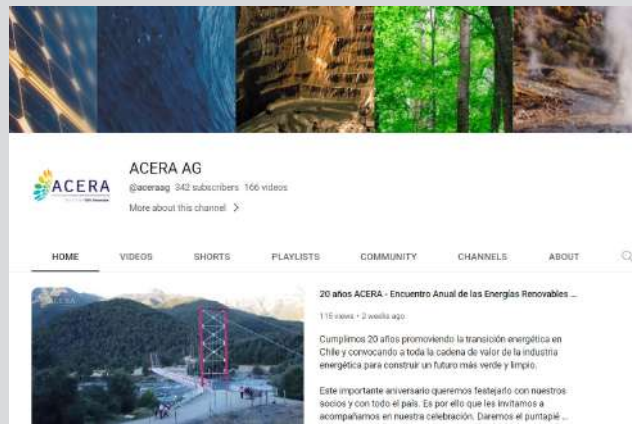 ACERA AG
ACERA
@aceraag 342 subscribers 166 videos
More about this channel >
HOME VIDEOS SHORTS PLAYLISTS COMMUNITY CHANNELS ABOUT
ACERA
20 años ACERA - Encuentro Anual de las Energías Renovables ...
115 views • 2 weeks ago
Cumplimos 20 años promoviendo la transición energética en
Chile y convocando a toda la cadena de valor de la industria
energética para construir un futuro más verde y limpio.
Este importante aniversario queremos festejarlo con nuestros
socios y con todo el país. Es por ello que les invitamos a
acompañarnos en nuestra celebración. Daremos el puntapié ...